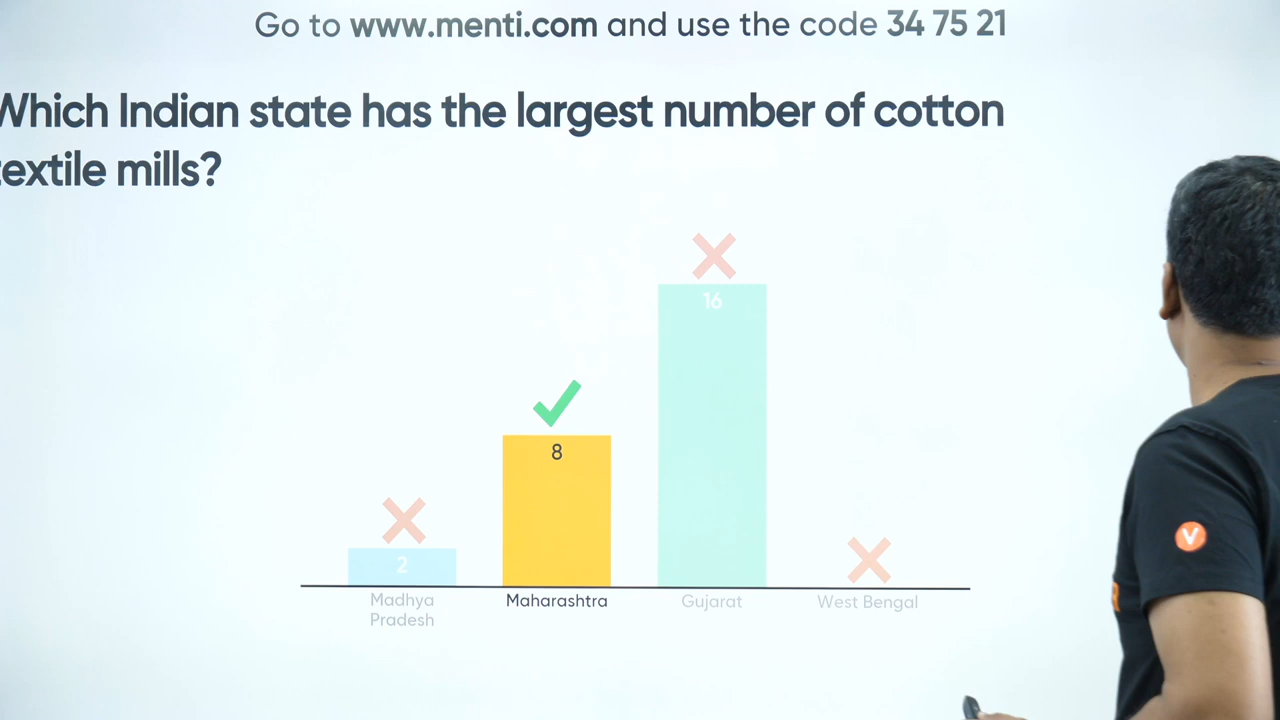 Go to www.menti.com and use the code 34 75 21
Which Indian state has the largest number of cotton
textile mills?
16
8
2
Madhya
Pradesh
Maharashtra
Gujarat
West Bengal
V